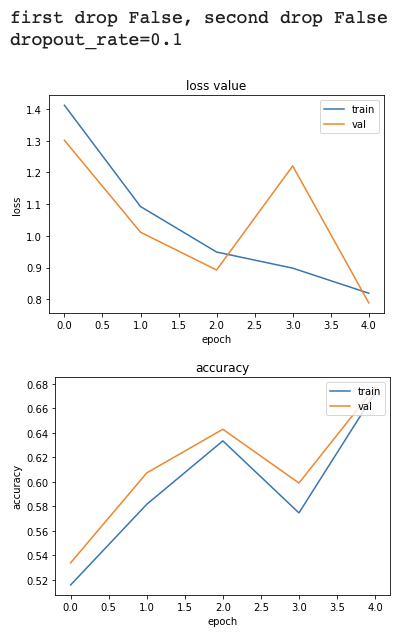 first drop False, second drop False
dropout_rate=0.1
loss value
1.4
1.3
1.2
1.1
1.0
0.9
0.8
loss
train
val
0.0 0.5 1.0 1.5 2.0 2.5 3.0 3.5 4.0
epoch
accuracy
0.68
0.66
0.64
0.62
0.60
0.58
0.56
0.54
0.52
accuracy
train
val
0.0 0.5 1.0 1.5 2.0 2.5 3.0 3.5 4.0
epoch